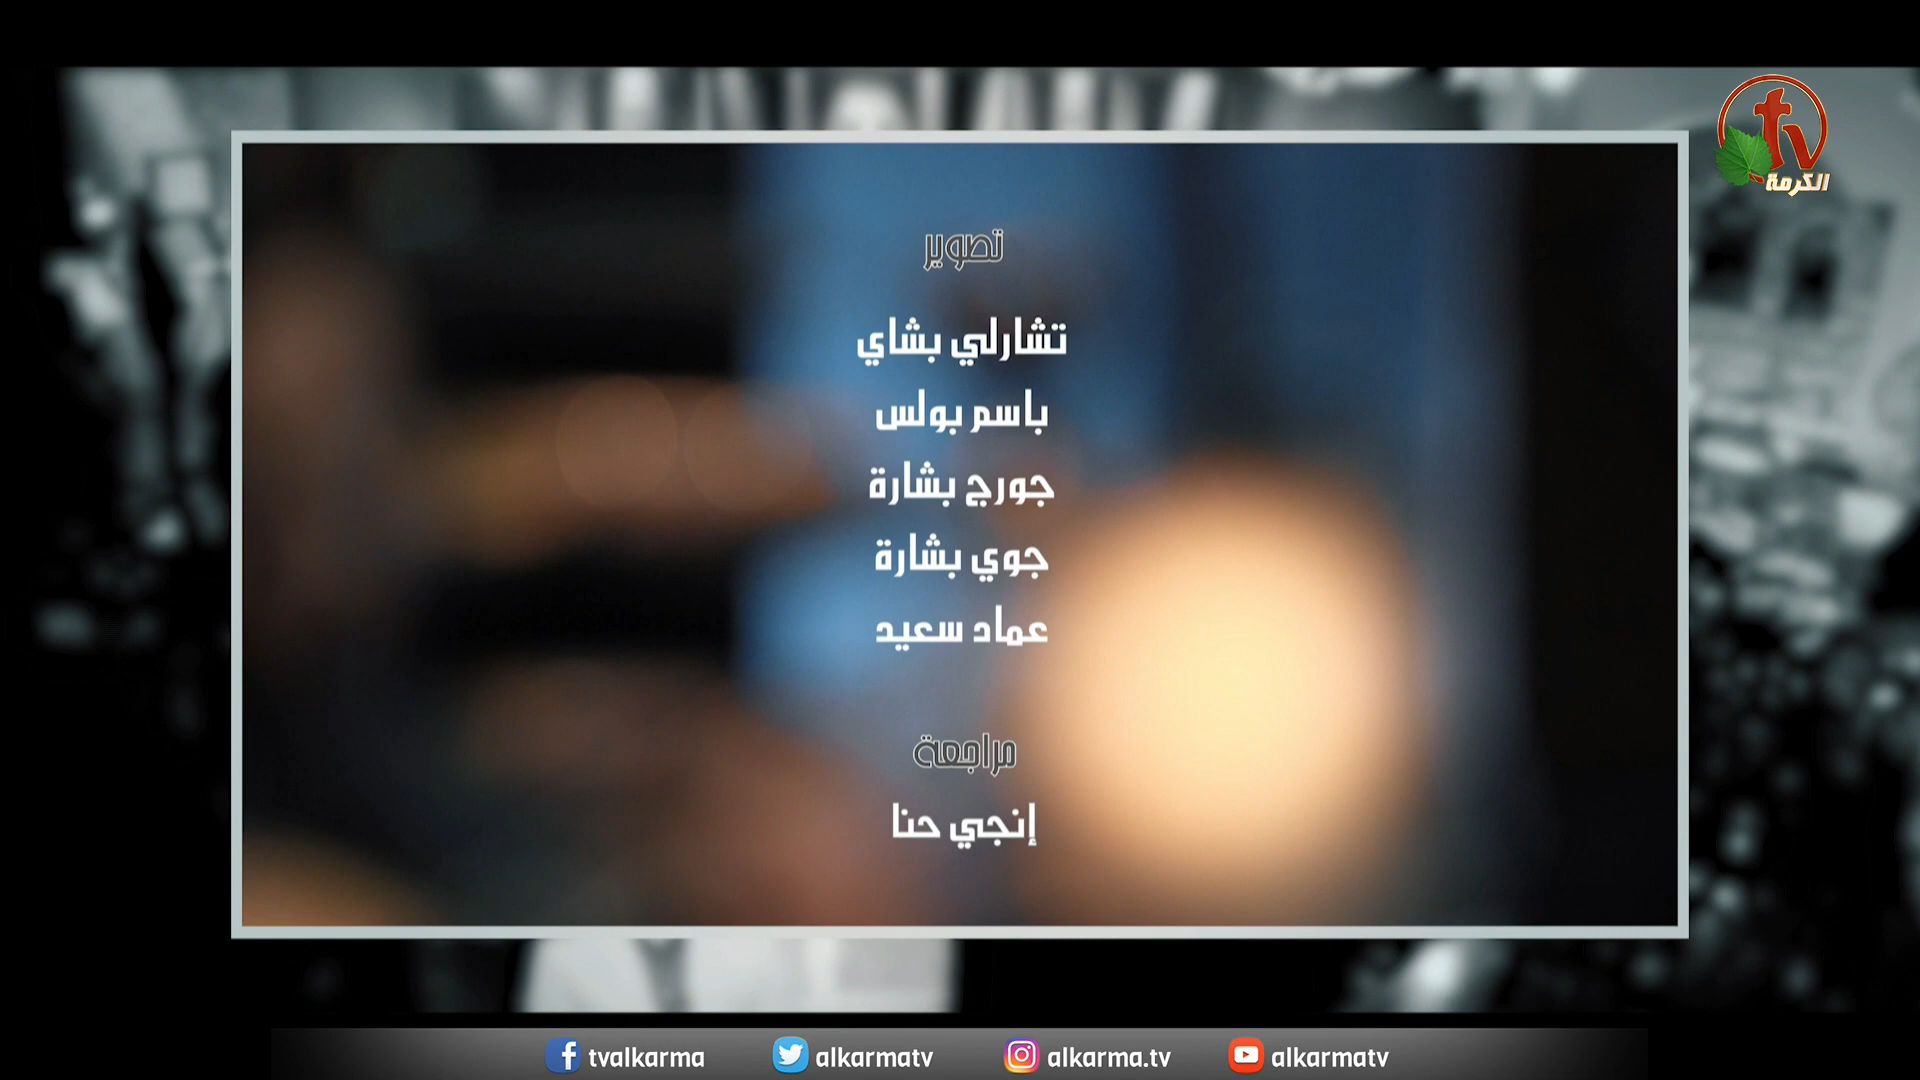 tv
الكرمة
تصوير
تشارلي بشاي
باسم بولس
جورج بشارة
جوي بشارة
عماد سعيد
مراجعة
إنجي حنا
tvalkarma
alkarmatv
alkarma.tv
alkarmatv